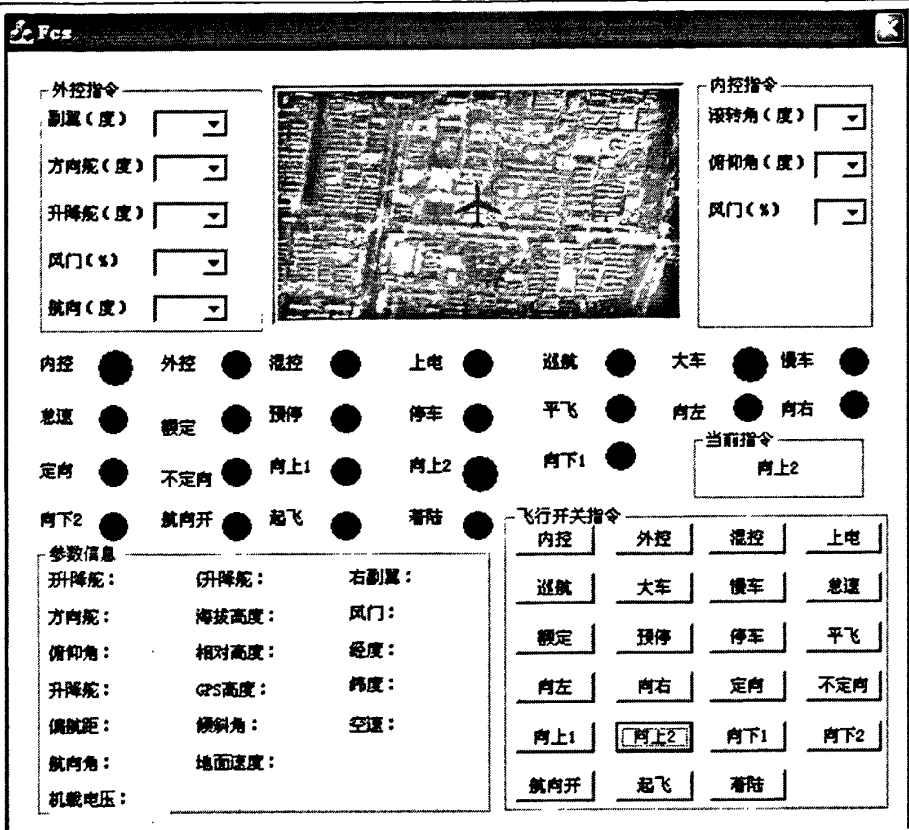 Fcs
外控指令
副翼(度)
方向舵(度)
升降舵(度)
风门(%)
航向(度)
内控指令
滚转角(度)
俯仰角(度)
风门(%)
内控 外控 混控 上电 巡航 大车 慢车
怠速 额定 预停 停车 平飞 向左 向右
定向 不定向 向上1 向上2 向下1
当前指令
向上2
向下2 航向开 起飞 着陆
参数信息
升降舵: 升降舵: 右副翼:
方向舵: 海拔高度: 风门:
俯仰角: 相对高度: 经度:
升降舵: GPS高度: 纬度:
偏航距: 倾斜角: 空速:
航向角: 地面速度:
机载电压:
飞行开关指令
内控 外控 混控 上电
巡航 大车 慢车 怠速
额定 预停 停车 平飞
向左 向右 定向 不定向
向上1 向上2 向下1 向下2
航向开 起飞 着陆